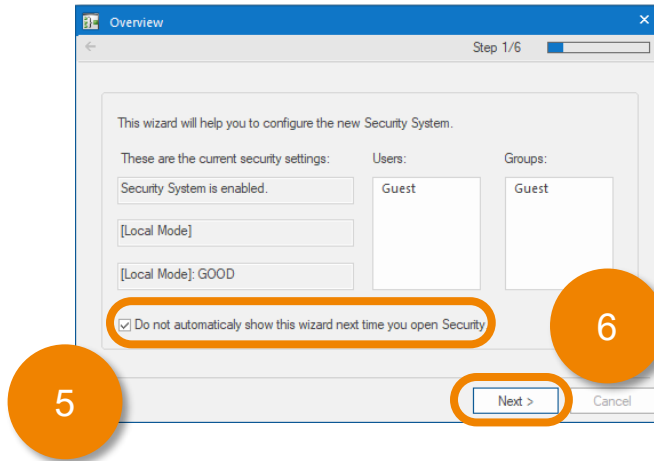 Overview
Step 1/6
This wizard will help you to configure the new Security System.
These are the current security settings:
Users:
Groups:
Security System is enabled.
Guest
Guest
[Local Mode]
[Local Mode]: GOOD
Do not automaticaly show this wizard next time you open Security
6
5
Next >
Cancel